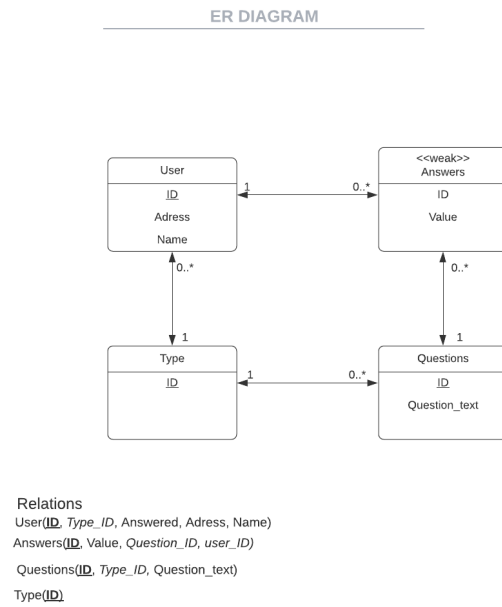 ER DIAGRAM
User
ID
Adress
Name
1
0..*
<<weak>>
Answers
ID
Value
0..*
1
0..*
1
Type
ID
1
0..*
Questions
ID
Question_text
Relations
User(ID, Type_ID, Answered, Adress, Name)
Answers(ID, Value, Question_ID, user_ID)
Questions(ID, Type_ID, Question_text)
Type(ID)